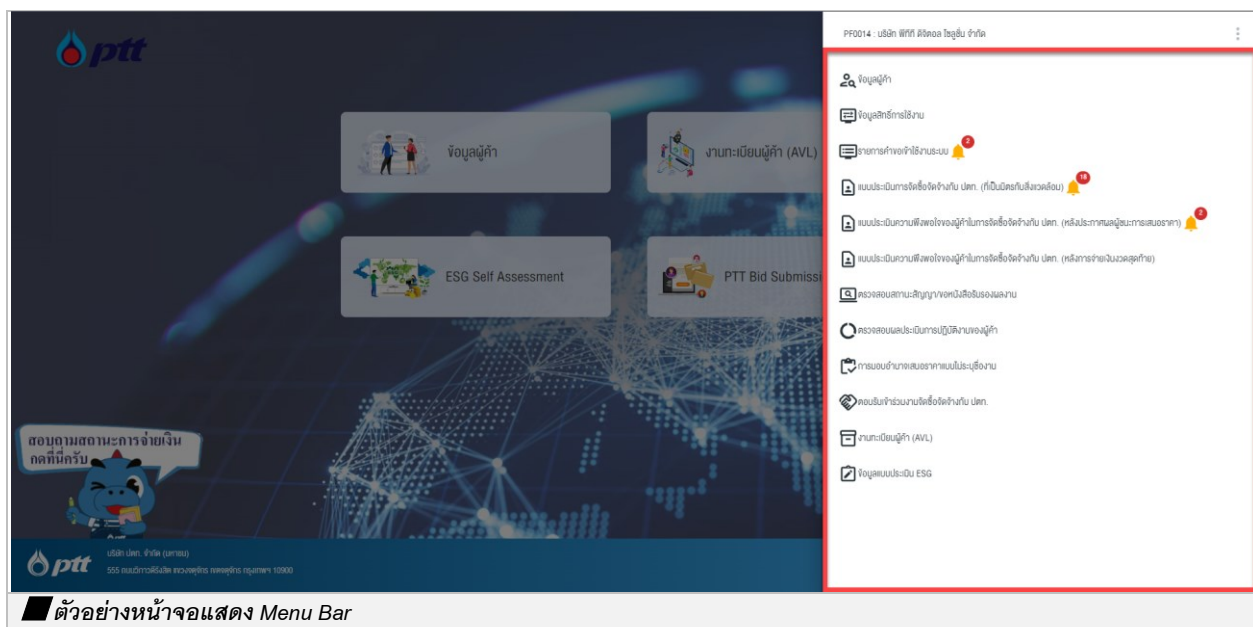 ptt
PF0014 : บริษัท พีทีที ดิจิตอล โซลูชั่น จำกัด
ข้อมูลผู้ค้า
ข้อมูลสิทธิ์การใช้งาน
รายการคำขอเข้าใช้งานระบบ 2
แบบประเมินการจัดซื้อจัดจ้างกับ ปตท. (ที่เป็นมิตรกับสิ่งแวดล้อม) 18
แบบประเมินความพึงพอใจของผู้ค้าในการจัดซื้อจัดจ้างกับ ปตท. (หลังประกาศผลผู้ชนะการเสนอราคา) 2
แบบประเมินความพึงพอใจของผู้ค้าในการจัดซื้อจัดจ้างกับ ปตท. (หลังการจ่ายเงินงวดสุดท้าย)
ตรวจสอบสถานะสัญญา/ขอหนังสือรับรองผลงาน
ตรวจสอบผลประเมินการปฏิบัติงานของผู้ค้า
การมอบอำนาจเสนอราคาแบบไม่ระบุชื่องาน
ตอบรับเข้าร่วมงานจัดซื้อจัดจ้างกับ ปตท.
งานทะเบียนผู้ค้า (AVL)
ข้อมูลแบบประเมิน ESG
ข้อมูลผู้ค้า
งานทะเบียนผู้ค้า (AVL)
ESG Self Assessment
PTT Bid Submissi
สอบถามสถานะการจ่ายเงิน
กดที่นี่ครับ
ptt
บริษัท ปตท. จำกัด (มหาชน)
555 ถนนวิภาวดีรังสิต แขวงจตุจักร เขตจตุจักร กรุงเทพฯ 10900
ตัวอย่างหน้าจอแสดง Menu Bar